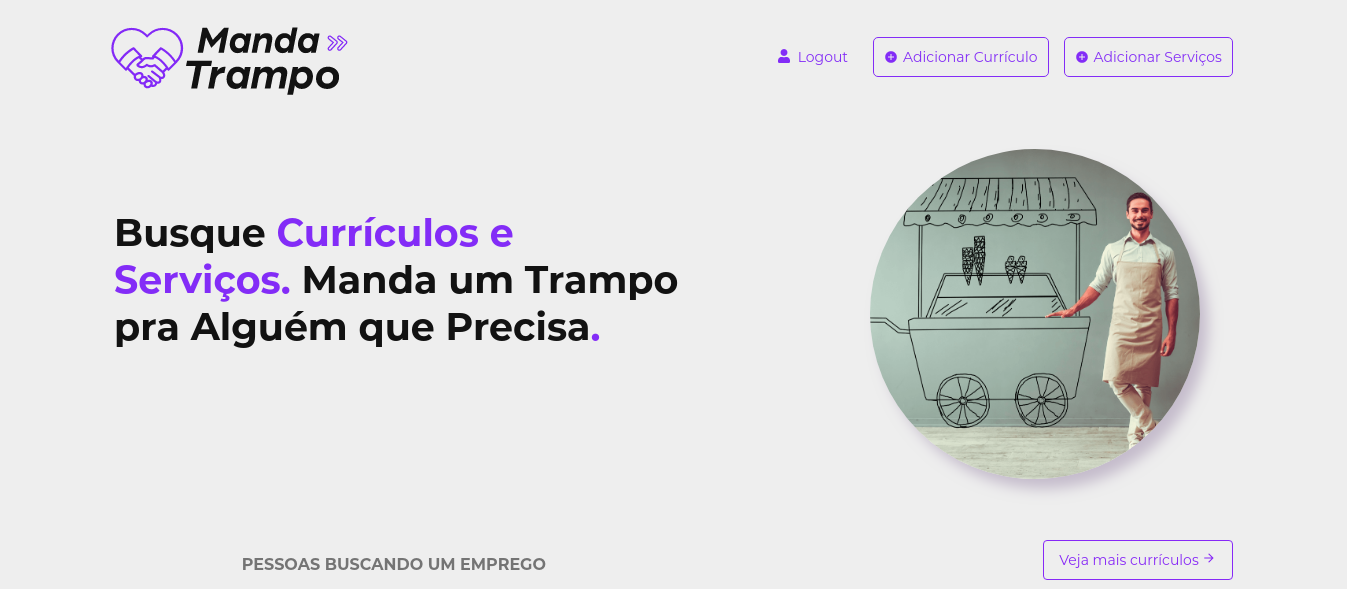 Manda
Trampo
Logout
Adicionar Currículo
Adicionar Serviços
Busque Currículos e
Serviços. Manda um Trampo
pra Alguém que Precisa.
PESSOAS BUSCANDO UM EMPREGO
Veja mais currículos